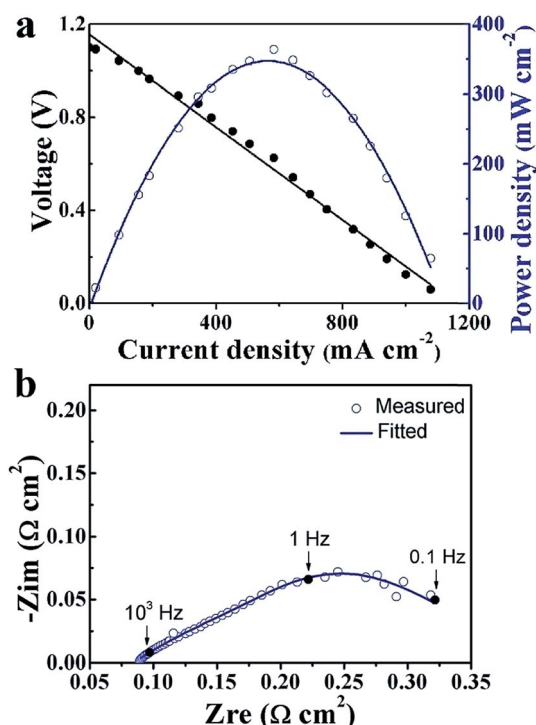 a
1.2
0.8
0.4
0.0
Voltage (V)
400
300
200
100
0
Power density (mW cm⁻²)
0 400 800 1200
Current density (mA cm⁻²)
b
0.20
0.15
0.10
0.05
0.00
-Zim (Ω cm²)
Measured
Fitted
1 Hz
0.1 Hz
10³ Hz
0.05 0.10 0.15 0.20 0.25 0.30 0.35
Zre (Ω cm²)